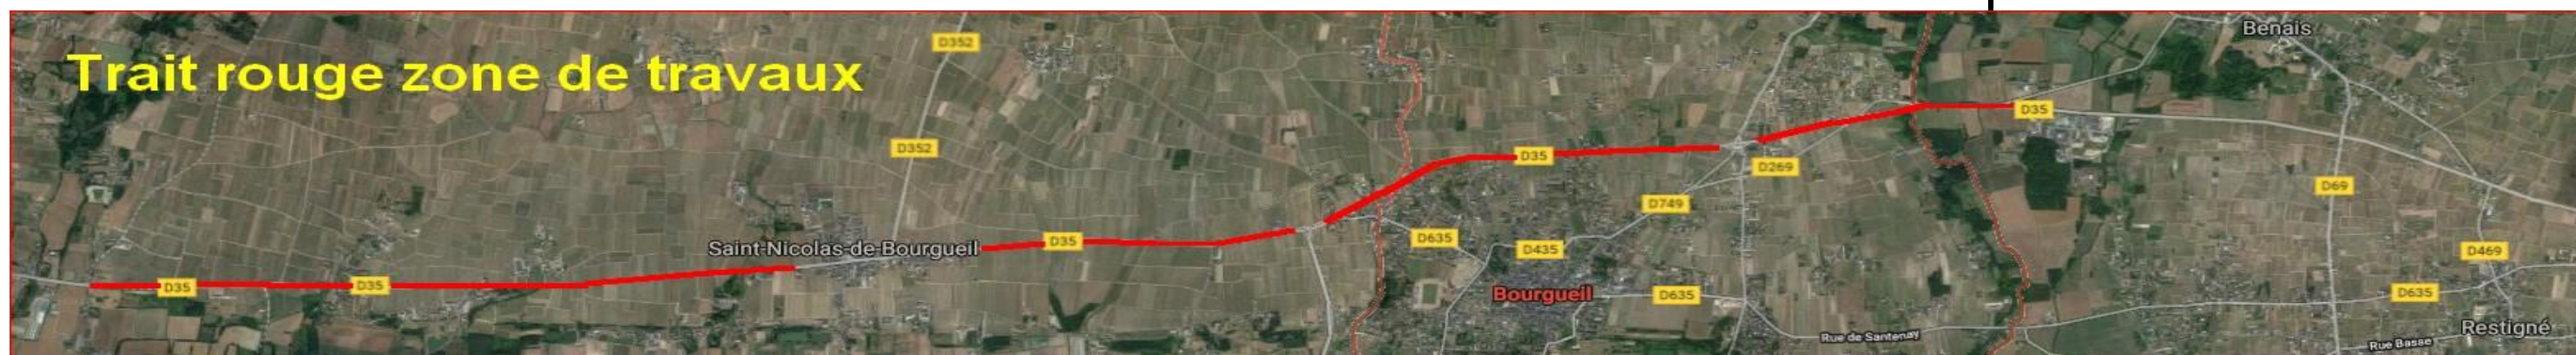 Benais
D352
Trait rouge zone de travaux
D35
D352
D35
D269
D69
D749
D635
D35
Saint-Nicolas-de-Bourgueil
D435
D469
D35
D35
Bourgueil
D635
D635
Restigné
Rue de Santenay
Rue Basse